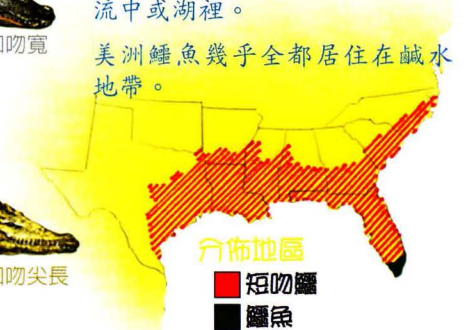 流中或湖裡。
吻寬
美洲鱷魚幾乎全都居住在鹹水
地帶。
吻尖長
分佈地區
短吻鱷
鱷魚